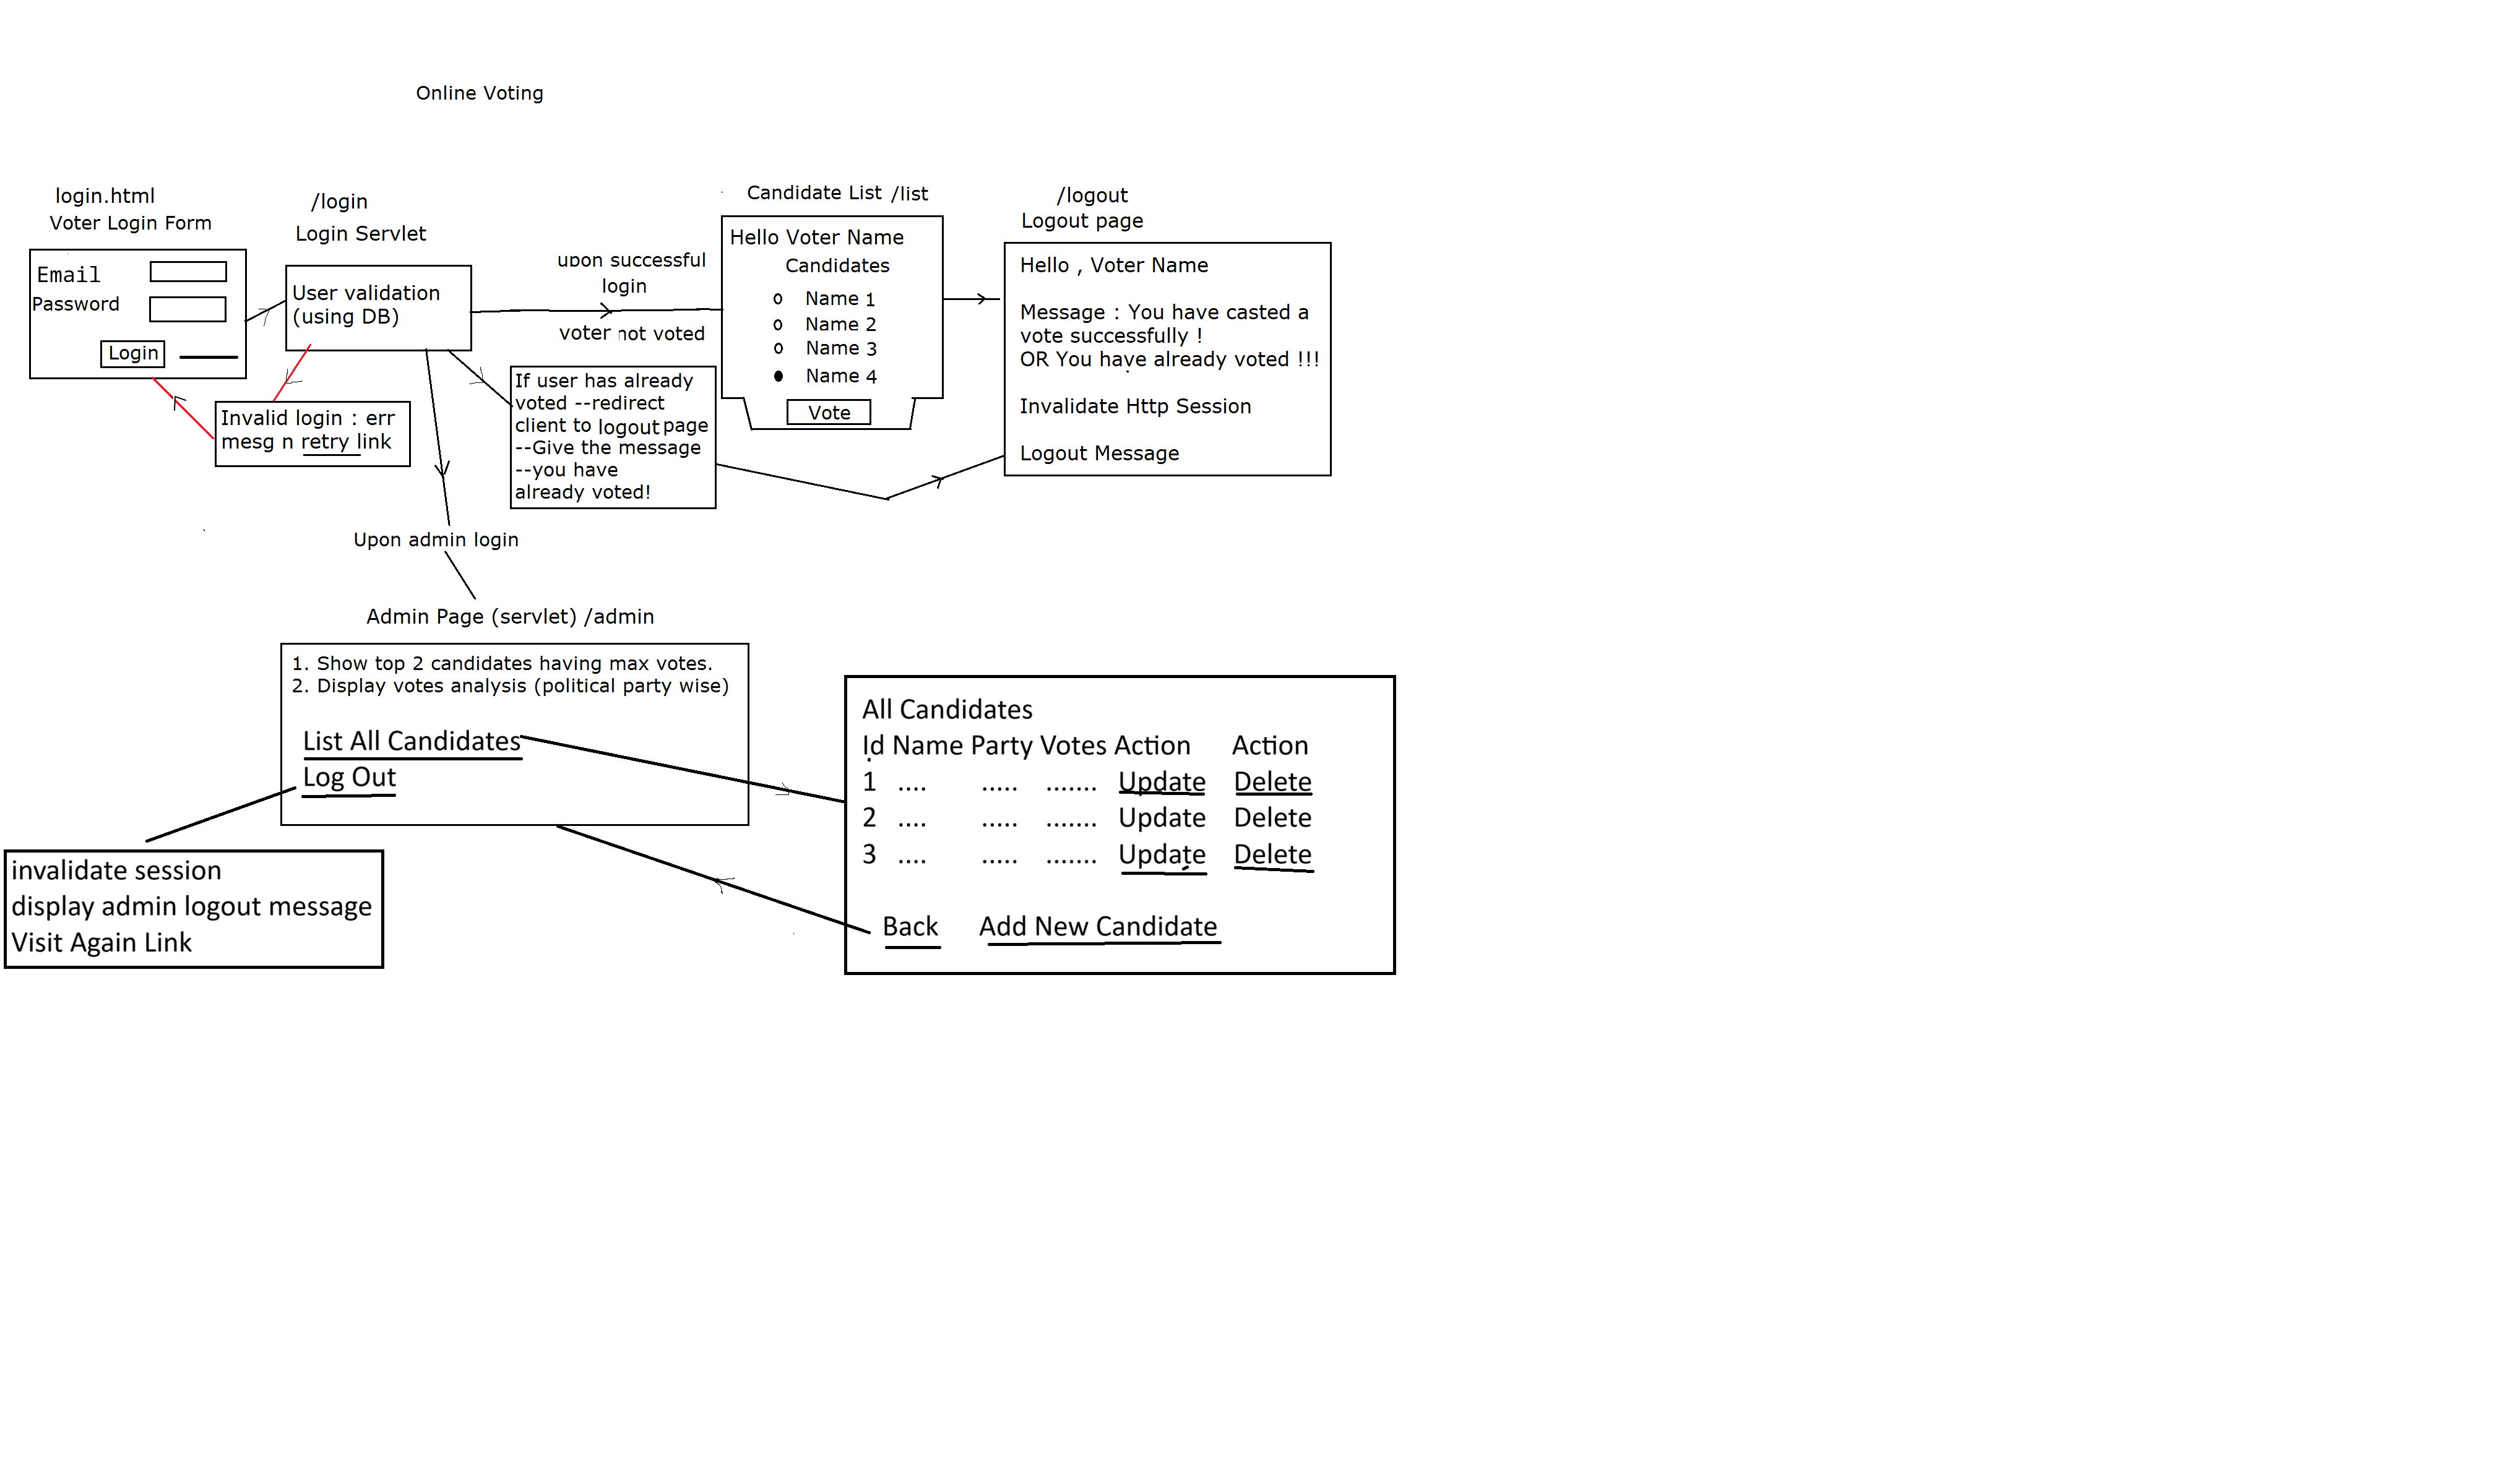 Online Voting
login.html
Voter Login Form
Email
Password
Login
/login
Login Servlet
User validation
(using DB)
Invalid login : err
mesg n retry link
upon successful
login
voter not voted
If user has already
voted --redirect
client to logout page
--Give the message
--you have
already voted!
Candidate List /list
Hello Voter Name
Candidates
Name 1
Name 2
Name 3
Name 4
Vote
/logout
Logout page
Hello , Voter Name
Message : You have casted a
vote successfully !
OR You have already voted !!!
Invalidate Http Session
Logout Message
Upon admin login
Admin Page (servlet) /admin
1. Show top 2 candidates having max votes.
2. Display votes analysis (political party wise)
List All Candidates
Log Out
invalidate session
display admin logout message
Visit Again Link
All Candidates
Id Name Party Votes Action Action
1 .... ..... ....... Update Delete
2 .... ..... ....... Update Delete
3 .... ..... ....... Update Delete
Back Add New Candidate